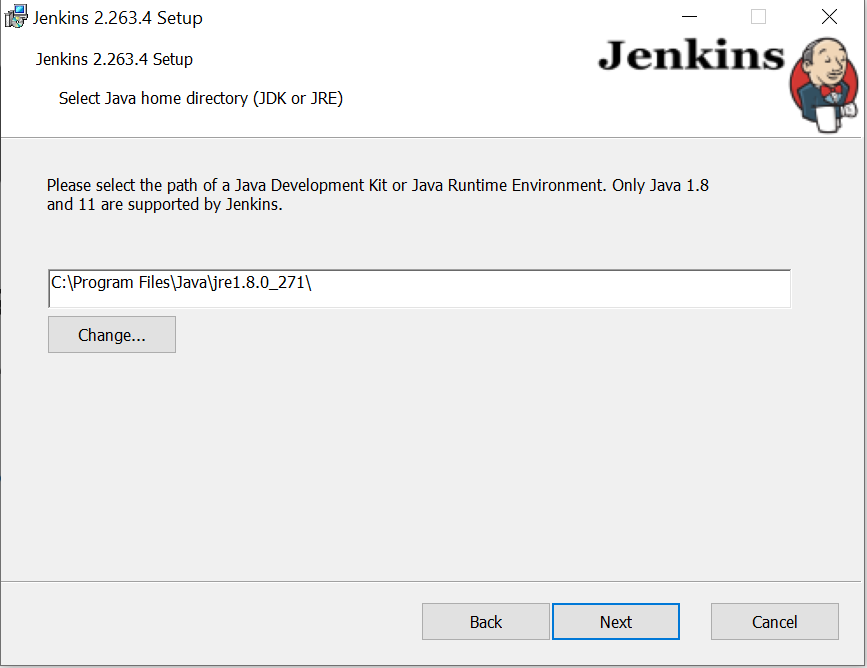 Jenkins 2.263.4 Setup
Jenkins 2.263.4 Setup
Jenkins
Select Java home directory (JDK or JRE)
Please select the path of a Java Development Kit or Java Runtime Environment. Only Java 1.8
and 11 are supported by Jenkins.
C:\Program Files\Java\jre1.8.0_271\
Change...
Back
Next
Cancel